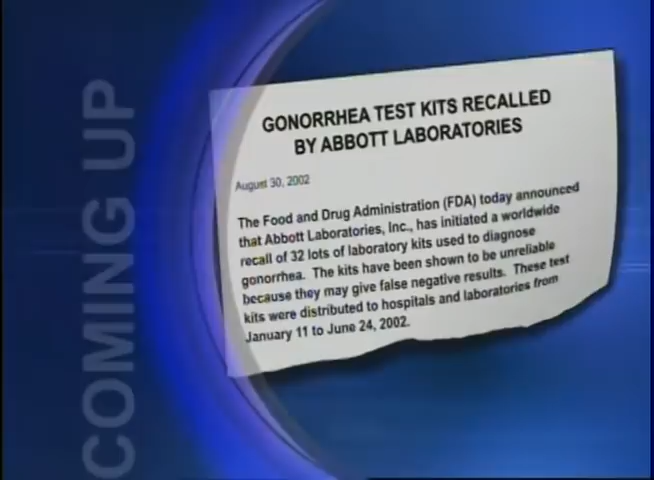 COMING UP
GONORRHEA TEST KITS RECALLED
BY ABBOTT LABORATORIES
August 30, 2002
The Food and Drug Administration (FDA) today announced
that Abbott Laboratories, Inc., has initiated a worldwide
recall of 32 lots of laboratory kits used to diagnose
gonorrhea. The kits have been shown to be unreliable
because they may give false negative results. These test
kits were distributed to hospitals and laboratories from
January 11 to June 24, 2002.